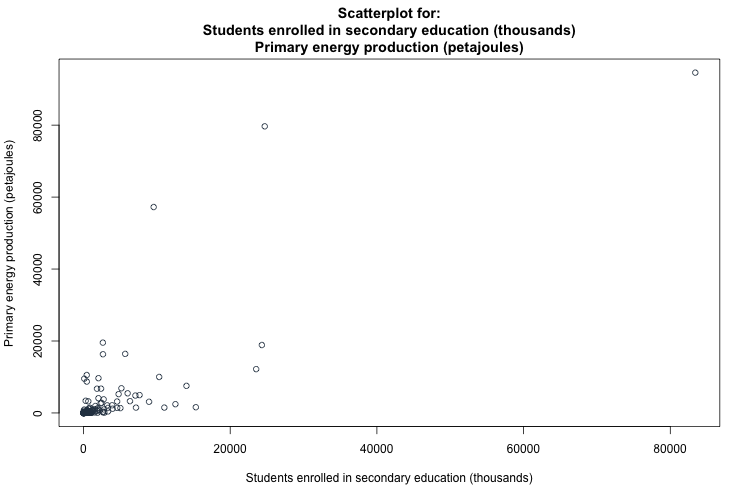 Scatterplot for:
Students enrolled in secondary education (thousands)
Primary energy production (petajoules)
Primary energy production (petajoules)
80000
60000
40000
20000
0
0 20000 40000 60000 80000
Students enrolled in secondary education (thousands)